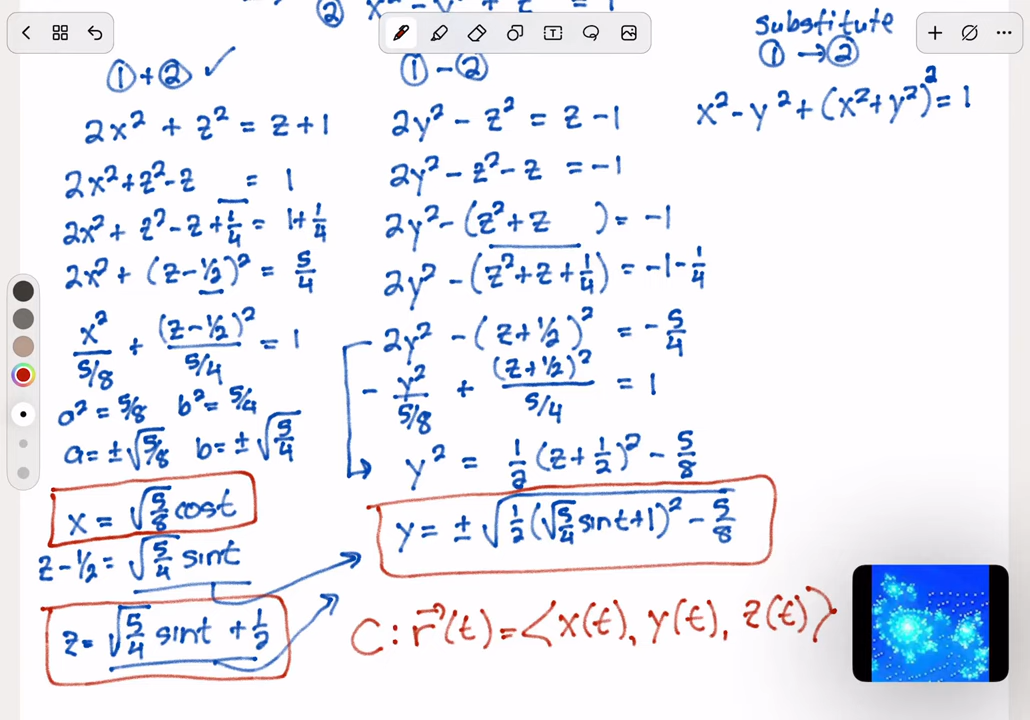 ② x² - y² + z² = 1
substitute
① → ②
① + ② ✓
2x² + z² = z + 1
2x² + z² - z = 1
2x² + z² - z + 1/4 = 1 + 1/4
2x² + (z - 1/2)² = 5/4
x²/5/8 + (z - 1/2)²/5/4 = 1
a² = 5/8 b² = 5/4
a = ±√5/8 b = ±√5/4
x = √5/8 cost
z - 1/2 = √5/4 sint
z = √5/4 sint + 1/2
① - ②
2y² - z² = z - 1
2y² - z² - z = -1
2y² - (z² + z ) = -1
2y² - (z² + z + 1/4) = -1 - 1/4
2y² - (z + 1/2)² = -5/4
- y²/5/8 + (z + 1/2)²/5/4 = 1
y² = 1/2 (z + 1/2)² - 5/8
y = ± √1/2 (√5/4 sint + 1)² - 5/8
C : r⃗(t) = ⟨x(t), y(t), z(t)⟩
x² - y² + (x² + y²)² = 1